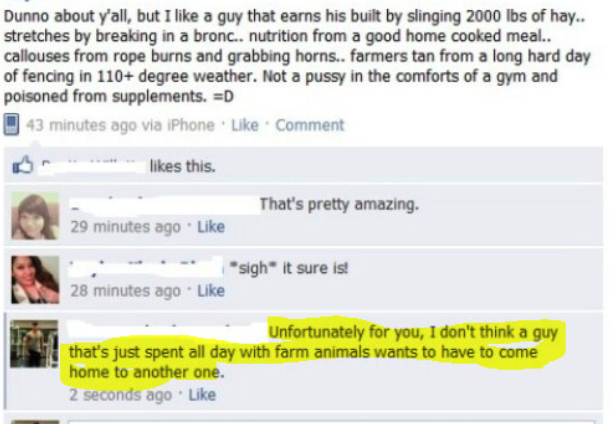 Dunno about y'all, but I like a guy that earns his built by slinging 2000 lbs of hay..
stretches by breaking in a bronc.. nutrition from a good home cooked meal..
callouses from rope burns and grabbing horns.. farmers tan from a long hard day
of fencing in 110+ degree weather. Not a pussy in the comforts of a gym and
poisoned from supplements. =D
43 minutes ago via iPhone · Like · Comment
likes this.
That's pretty amazing.
29 minutes ago · Like
*sigh* it sure is!
28 minutes ago · Like
Unfortunately for you, I don't think a guy
that's just spent all day with farm animals wants to have to come
home to another one.
2 seconds ago · Like